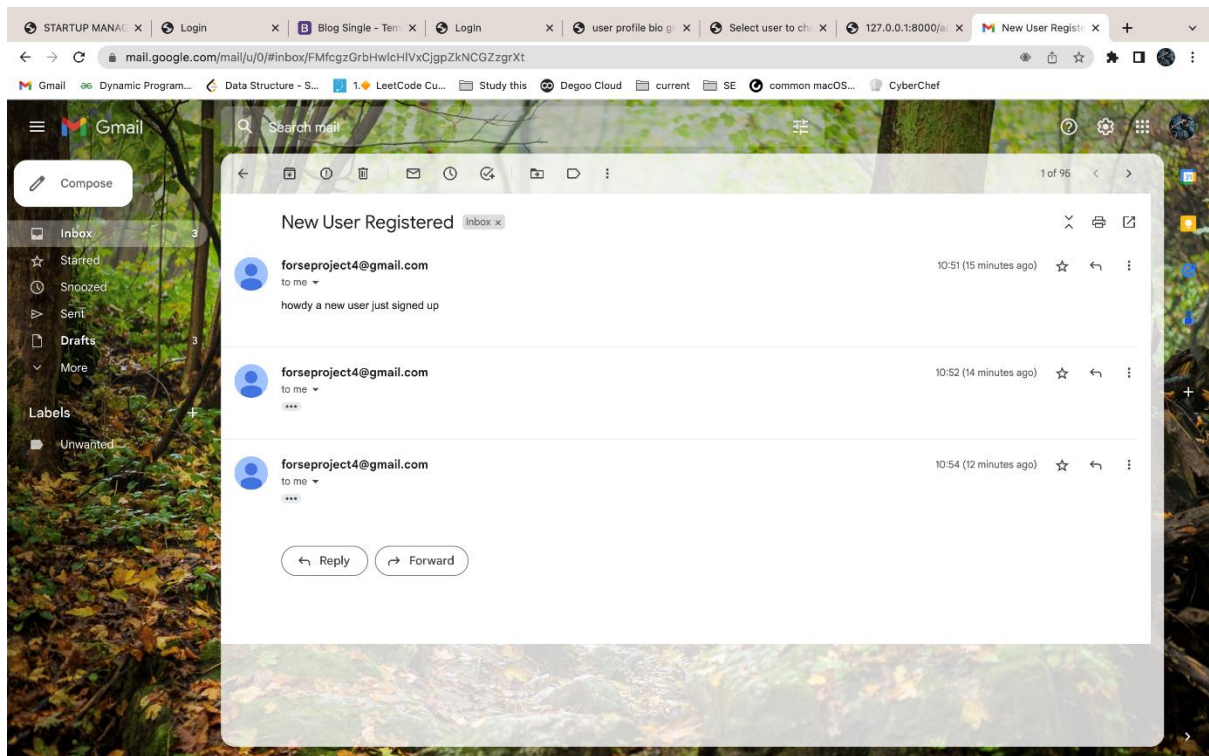 STARTUP MANAG
Login
Blog Single - Tem
LogIn
user profile bio g
Select user to ch
127.0.0.1:8000/a
New User Registe
mail.google.com/mail/u/0/#inbox/FMfcgzGrbHwlcHlVxCjgpZkNCGZzgrXt
Gmail
Dynamic Program...
Data Structure - S...
1. LeetCode Cu...
Study this
Degoo Cloud
current
SE
common macOS...
CyberChef
Gmail
Search mail
Compose
1 of 95
Inbox 3
Starred
Snoozed
Sent
Drafts 3
More
Labels
Unwanted
New User Registered Inbox x
forseproject4@gmail.com 10:51 (15 minutes ago)
to me
howdy a new user just signed up
forseproject4@gmail.com 10:52 (14 minutes ago)
to me
forseproject4@gmail.com 10:54 (12 minutes ago)
to me
Reply
Forward
31